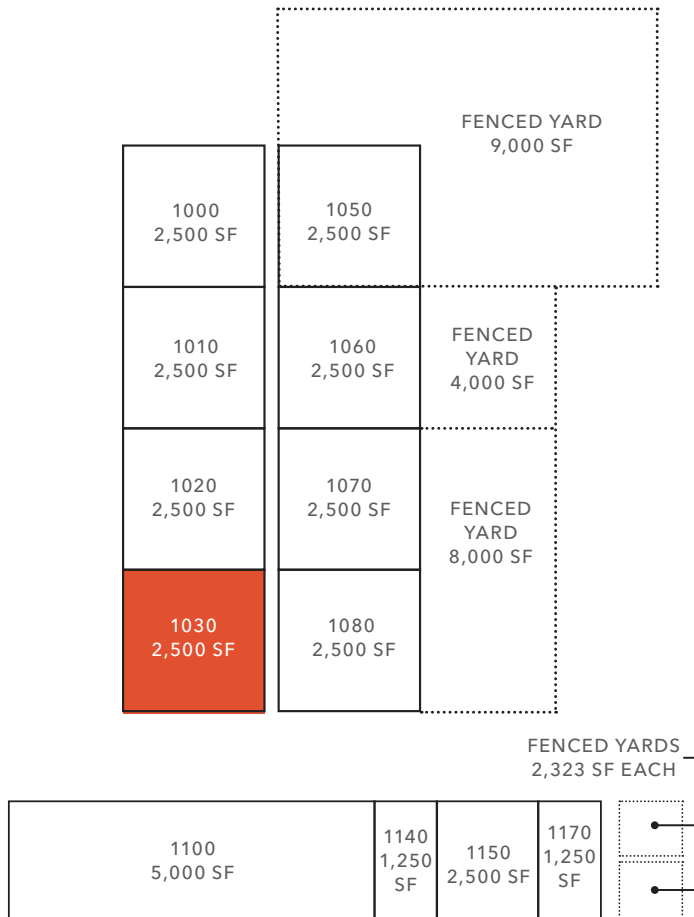 FENCED YARD
9,000 SF
1000
2,500 SF
1050
2,500 SF
1010
2,500 SF
1060
2,500 SF
FENCED
YARD
4,000 SF
1020
2,500 SF
1070
2,500 SF
FENCED
YARD
8,000 SF
1030
2,500 SF
1080
2,500 SF
FENCED YARDS
2,323 SF EACH
1100
5,000 SF
1140
1,250
SF
1150
2,500 SF
1170
1,250
SF